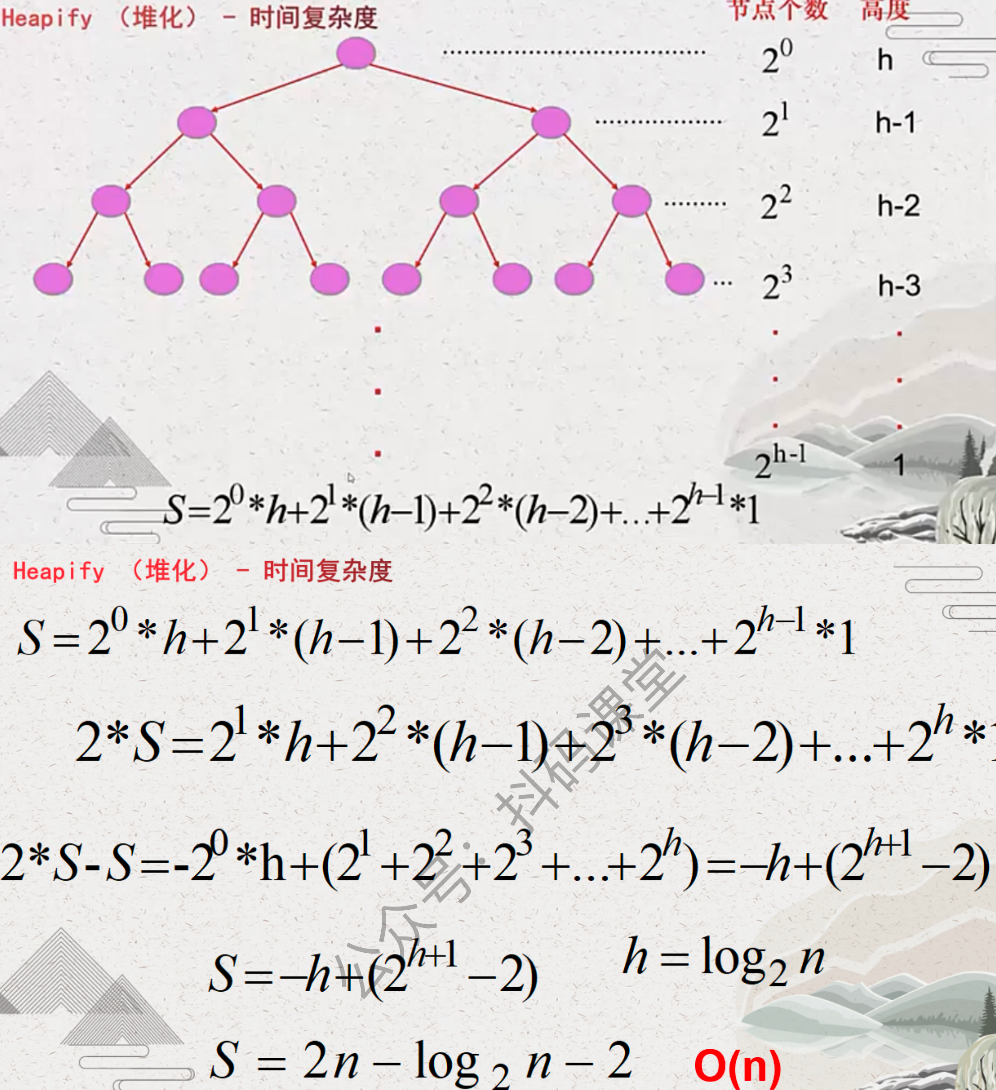 Heapify （堆化） - 时间复杂度
节点个数 高度
2^0 h
2^1 h-1
2^2 h-2
... 2^3 h-3
2^{h-1} 1
S=2^0*h+2^1*(h-1)+2^2*(h-2)+...+2^{h-1}*1
Heapify （堆化） - 时间复杂度
S=2^0*h+2^1*(h-1)+2^2*(h-2)+...+2^{h-1}*1
2*S=2^1*h+2^2*(h-1)+2^3*(h-2)+...+2^h*1
2*S-S=-2^0*h+(2^1+2^2+2^3+...+2^h)=-h+(2^{h+1}-2)
S=-h+(2^{h+1}-2) h=log_2 n
S = 2n - log_2 n - 2 O(n)
公众号：抖码课堂